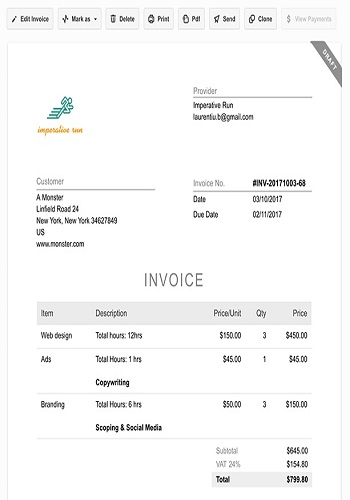 Edit Invoice Mark as Delete Print Pdf Send Clone $ View Payments
DRAFT
imperative run
Provider
Imperative Run
laurentiu.b@gmail.com
Customer
A Monster
Linfield Road 24
New York, New York 34627849
US
www.monster.com
Invoice No. #INV-20171003-68
Date 03/10/2017
Due Date 02/11/2017
INVOICE
Item Description Price/Unit Qty Price
Web design Total Hours: 12hrs $150.00 3 $450.00
Ads Total Hours: 1 hrs $45.00 1 $45.00
Copywriting
Branding Total Hours: 6 hrs $50.00 3 $150.00
Scoping & Social Media
Subtotal $645.00
VAT 24% $154.80
Total $799.80